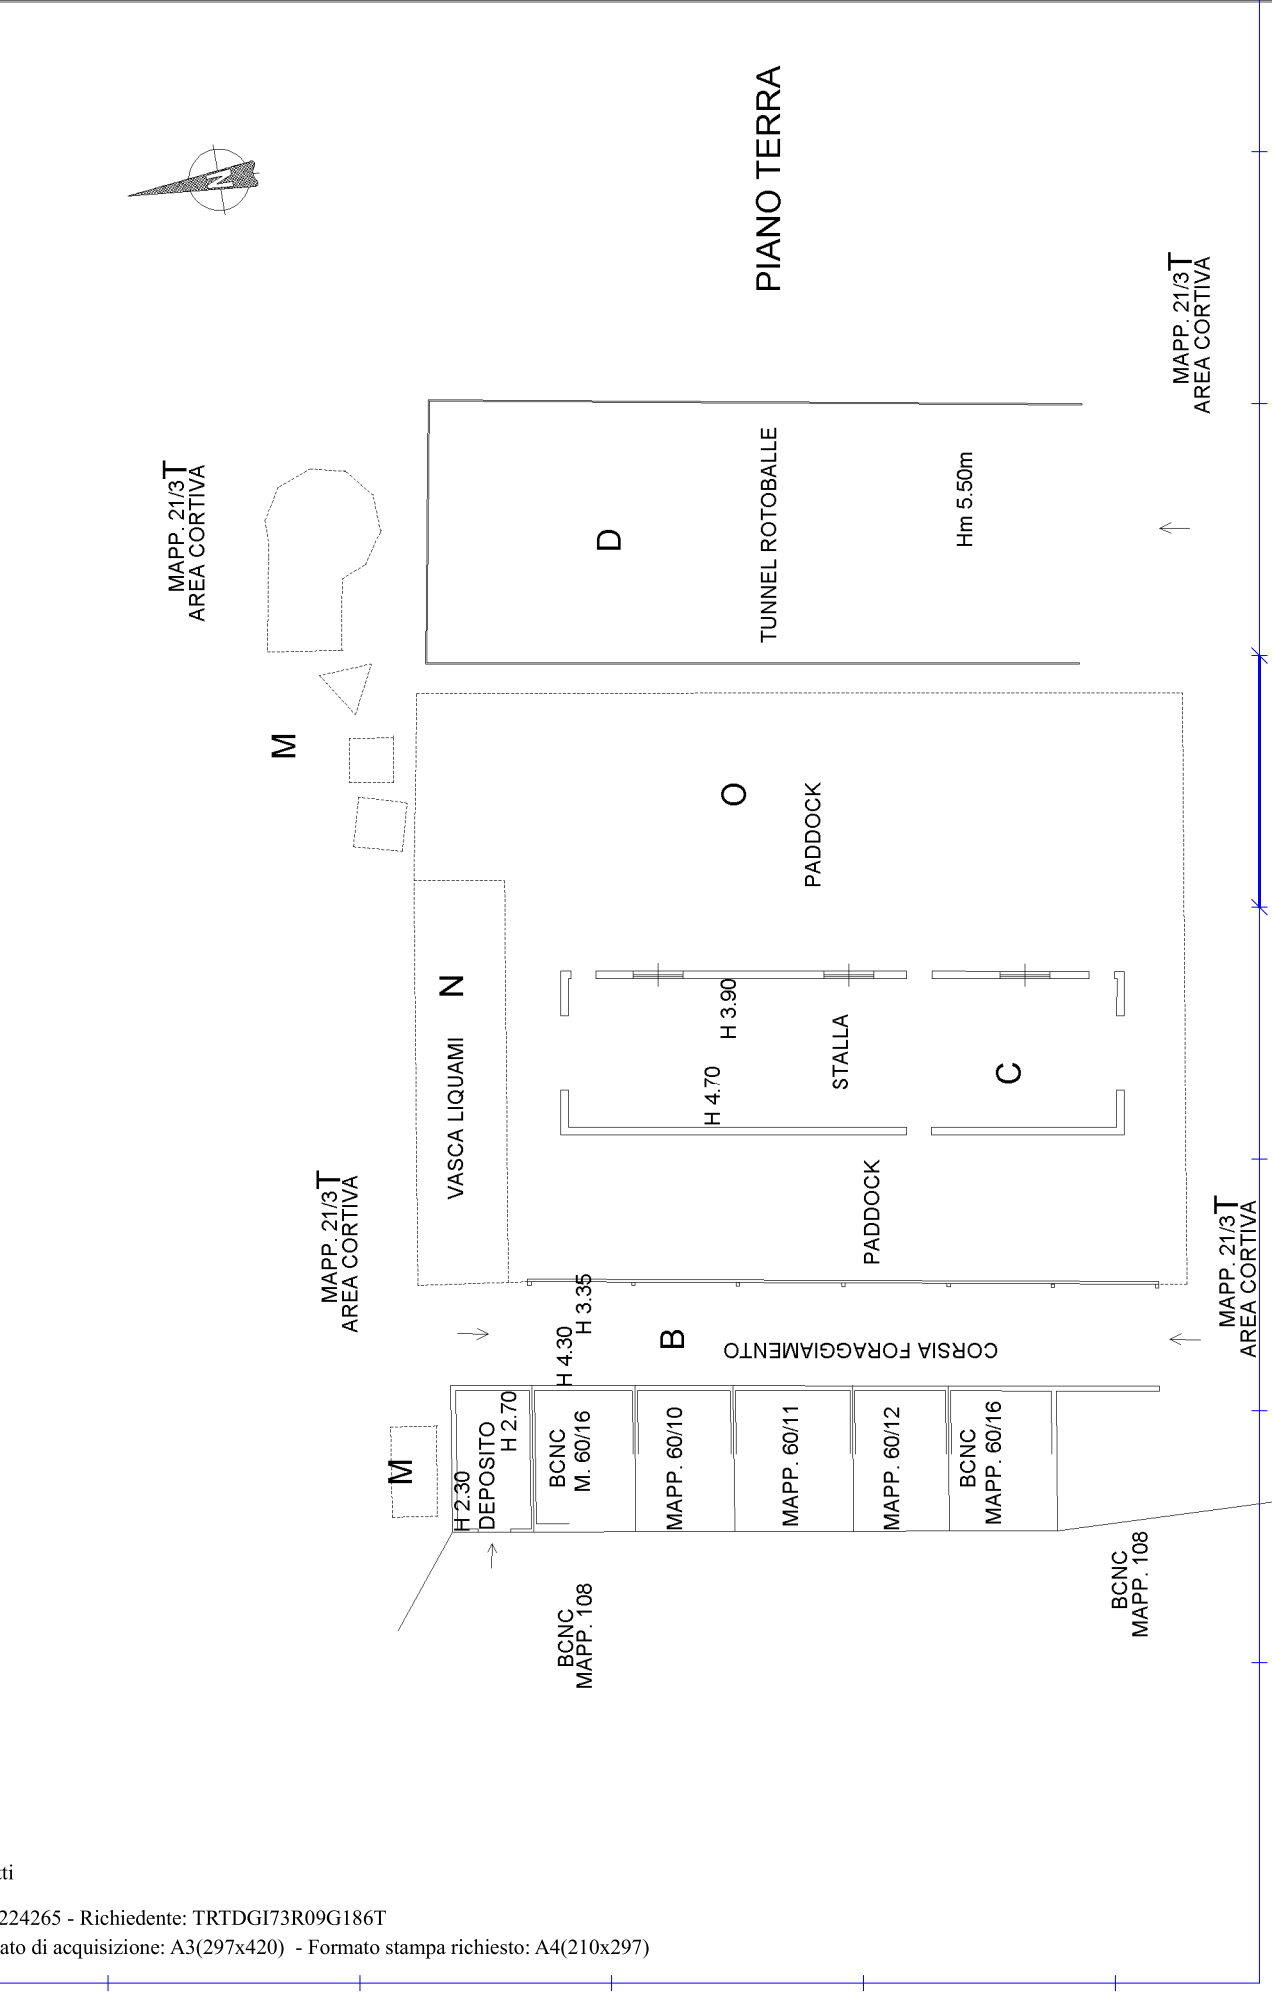 N
PIANO TERRA
MAPP. 21/3T
AREA CORTIVA
MAPP. 21/3T
AREA CORTIVA
D
TUNNEL ROTOBALLE
Hm 5.50m
M
O
PADDOCK
N
VASCA LIQUAMI
H 3.90
H 4.70
STALLA
C
PADDOCK
MAPP. 21/3T
AREA CORTIVA
MAPP. 21/3T
AREA CORTIVA
H 3.35
H 4.30
B
CORSIA FORAGGIAMENTO
M
H 2.30
DEPOSITO
H 2.70
BCNC
M. 60/16
MAPP. 60/10
MAPP. 60/11
MAPP. 60/12
BCNC
MAPP. 60/16
BCNC
MAPP. 108
BCNC
MAPP. 108
tti
224265 - Richiedente: TRTDGI73R09G186T
ato di acquisizione: A3(297x420) - Formato stampa richiesto: A4(210x297)